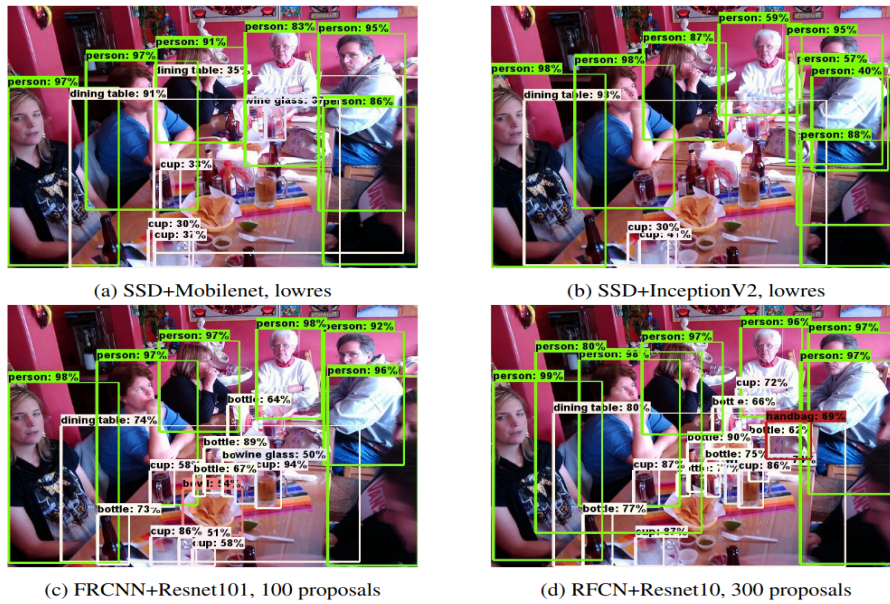 person: 83%
person: 95%
person: 91%
person: 97%
lining table: 35%
person: 97%
dining table: 91%
wine glass: 3
person: 86%
cup: 33%
cup: 30%
cup: 37%
(a) SSD+Mobilenet, lowres
person: 59%
person: 95%
person: 87%
person: 57%
person: 98%
person: 40%
person: 98%
dining table: 93%
person: 88%
cup: 30%
cup: 41%
(b) SSD+InceptionV2, lowres
person: 98%
person: 92%
person: 97%
person: 97%
person: 96%
person: 98%
bottle: 64%
dining table: 74%
bottle: 89%
bowine glass: 50%
cup: 58%
cup: 94%
bottle: 67%
bowl: 54%
bottle: 73%
cup: 86%
51%
cup: 58%
(c) FRCNN+Resnet101, 100 proposals
person: 96%
person: 97%
person: 97%
person: 80%
person: 98%
person: 97%
person: 99%
cup: 72%
bottle: 66%
dining table: 80%
handbag: 69%
bottle: 62%
bottle: 90%
bottle: 75%
cup: 87%
cup: 86%
bottle: 77%
cup: 87%
(d) RFCN+Resnet10, 300 proposals